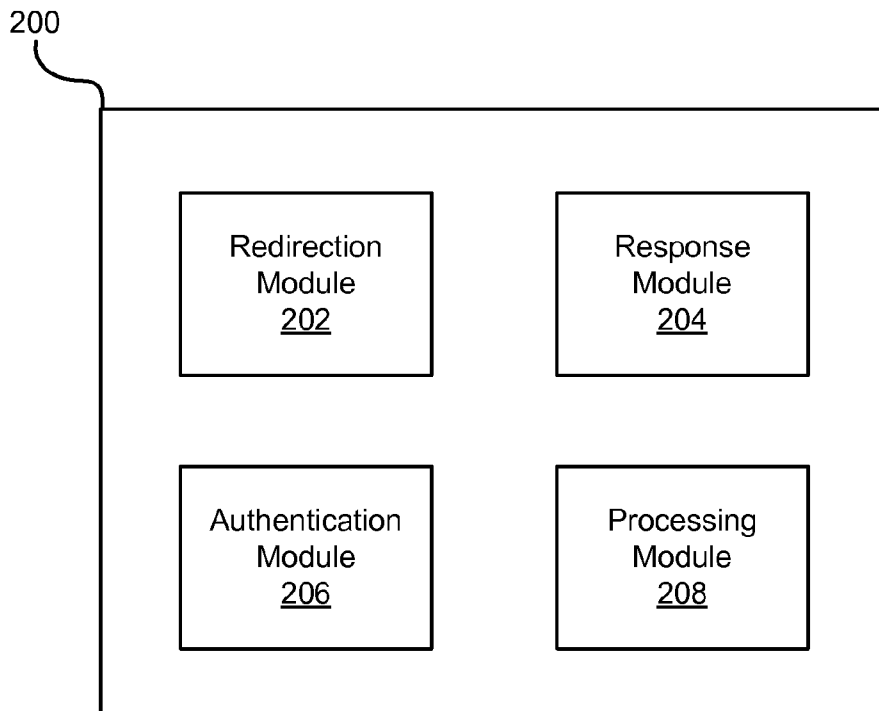 200
Redirection
Module
202
Response
Module
204
Authentication
Module
206
Processing
Module
208